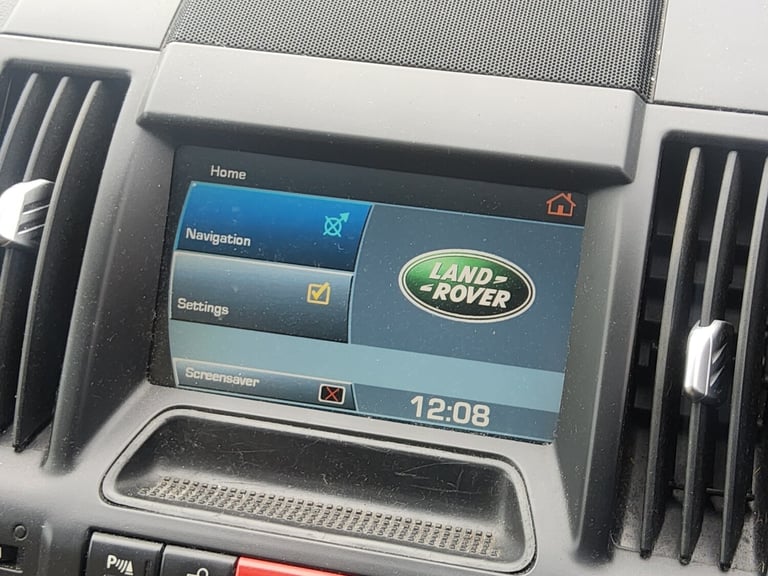 Home
Navigation
Settings
LAND-
-ROVER
Screensaver
12:08
P